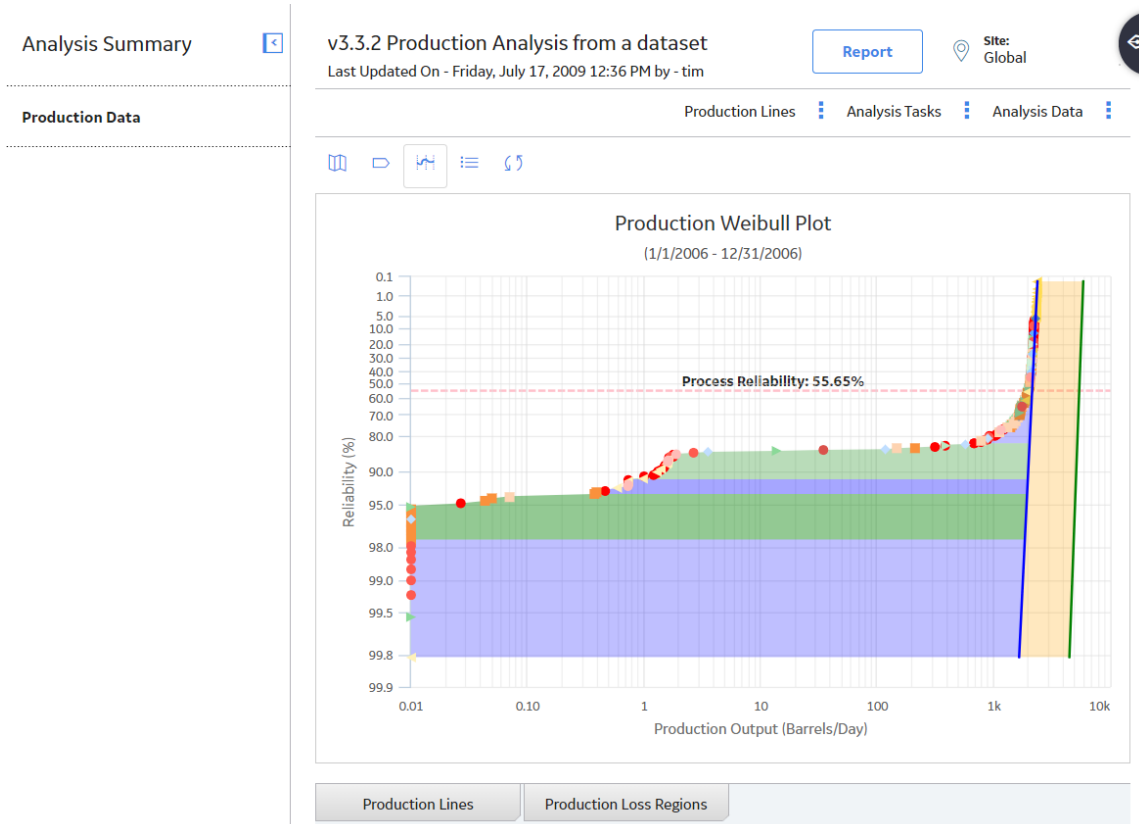 Analysis Summary
Production Data
v3.3.2 Production Analysis from a dataset
Last Updated On - Friday, July 17, 2009 12:36 PM by - tim
Report
Site:
Global
Production Lines
Analysis Tasks
Analysis Data
Production Weibull Plot
(1/1/2006 - 12/31/2006)
Reliability (%)
0.1
1.0
5.0
10.0
20.0
30.0
40.0
50.0
60.0
70.0
80.0
90.0
95.0
98.0
99.0
99.5
99.8
99.9
Process Reliability: 55.65%
0.01
0.10
1
10
100
1k
10k
Production Output (Barrels/Day)
Production Lines
Production Loss Regions